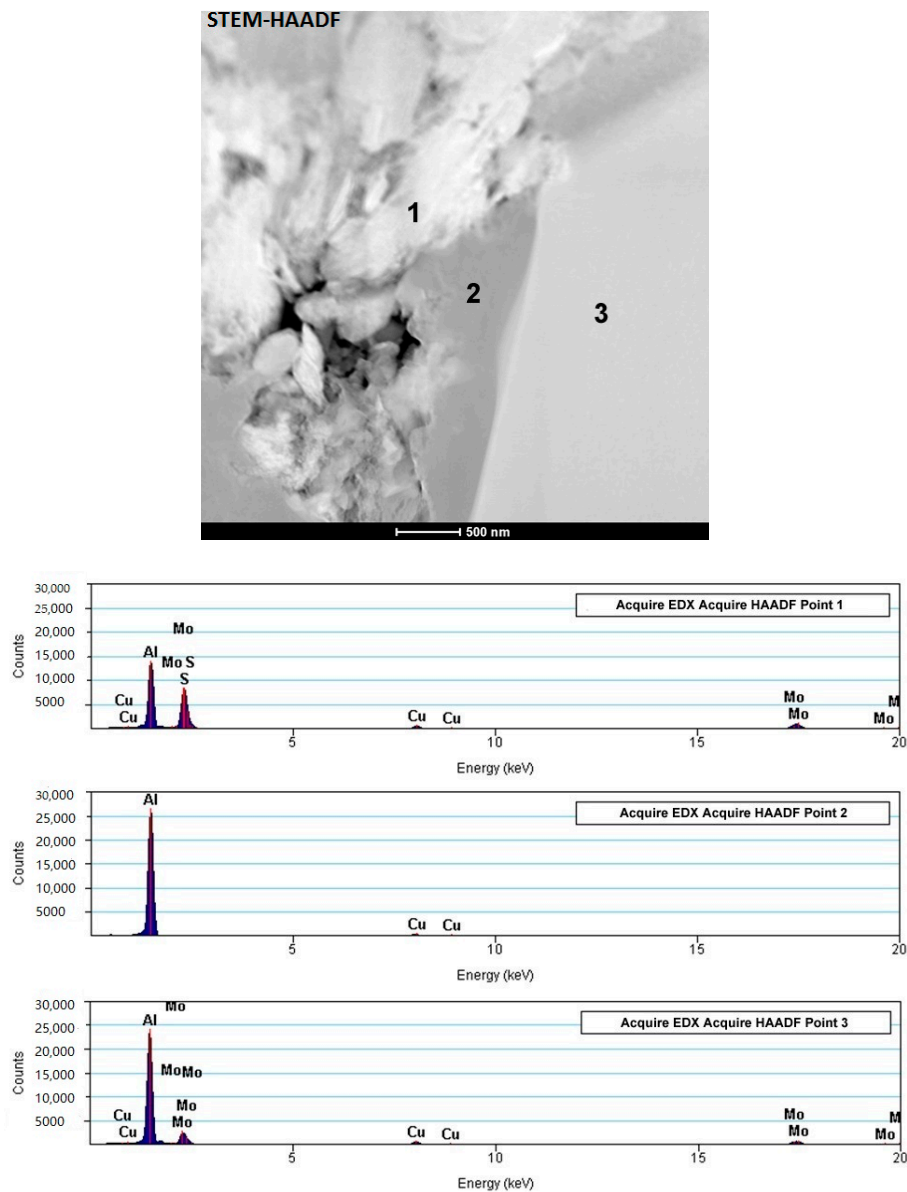 STEM-HAADF
1
2
3
500 nm
Acquire EDX Acquire HAADF Point 1
Counts
30,000
25,000
20,000
15,000
10,000
5000
Mo
Al
Mo S
S
Cu
Cu
Cu
Cu
Mo
Mo
M
Mo
5
10
15
20
Energy (keV)
Acquire EDX Acquire HAADF Point 2
Counts
30,000
25,000
20,000
15,000
10,000
5000
Al
Cu
Cu
5
10
15
20
Energy (keV)
Acquire EDX Acquire HAADF Point 3
Counts
30,000
25,000
20,000
15,000
10,000
5000
Mo
Al
Mo Mo
Mo
Mo
Cu
Cu
Cu
Cu
Mo
Mo
M
Mo
5
10
15
20
Energy (keV)